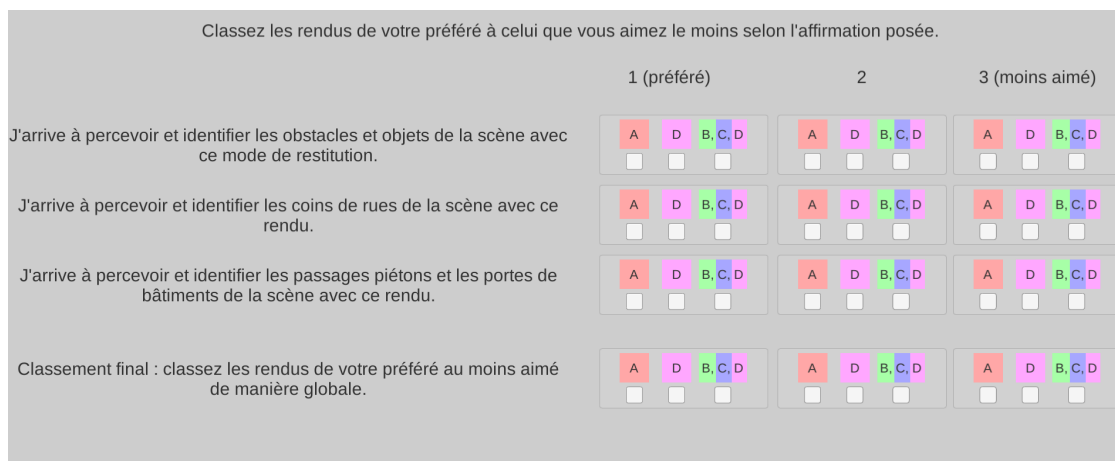 Classez les rendus de votre préféré à celui que vous aimez le moins selon l'affirmation posée.
1 (préféré) 2 3 (moins aimé)
J'arrive à percevoir et identifier les obstacles et objets de la scène avec
ce mode de restitution.
A D B, C, D A D B, C, D A D B, C, D
J'arrive à percevoir et identifier les coins de rues de la scène avec ce
rendu.
A D B, C, D A D B, C, D A D B, C, D
J'arrive à percevoir et identifier les passages piétons et les portes de
bâtiments de la scène avec ce rendu.
A D B, C, D A D B, C, D A D B, C, D
Classement final : classez les rendus de votre préféré au moins aimé
de manière globale.
A D B, C, D A D B, C, D A D B, C, D